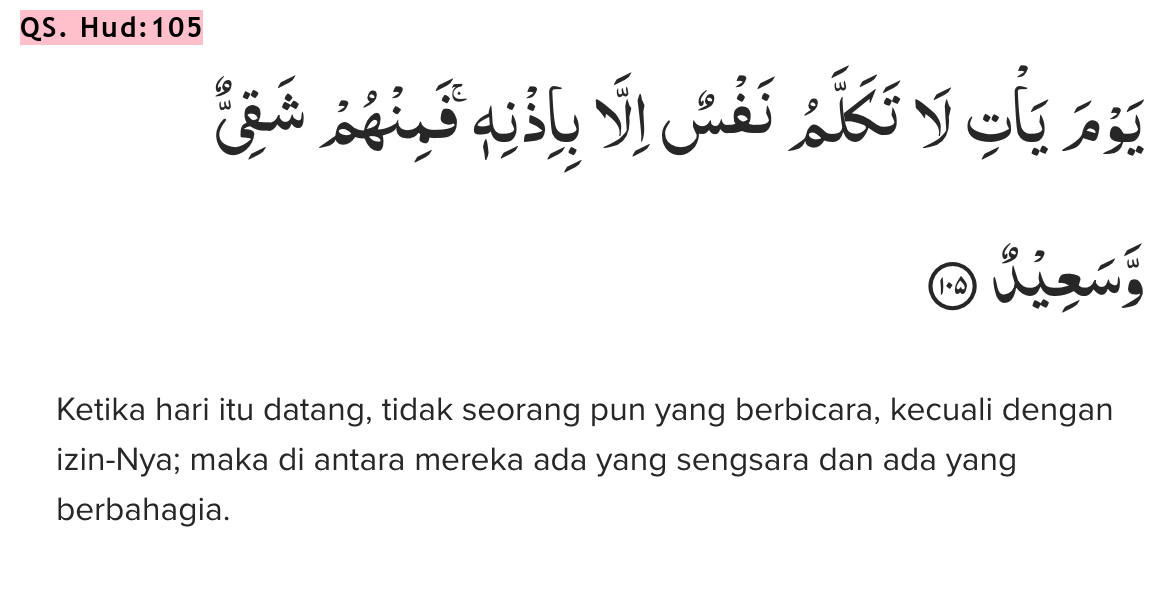 QS. Hud:105
يَوْمَ يَأْتِ لَا تَكَلَّمُ نَفْسٌ اِلَّا بِاِذْنِهٖۚ فَمِنْهُمْ شَقِيٌّ
وَّسَعِيْدٌ ١٠٥
Ketika hari itu datang, tidak seorang pun yang berbicara, kecuali dengan
izin-Nya; maka di antara mereka ada yang sengsara dan ada yang
berbahagia.